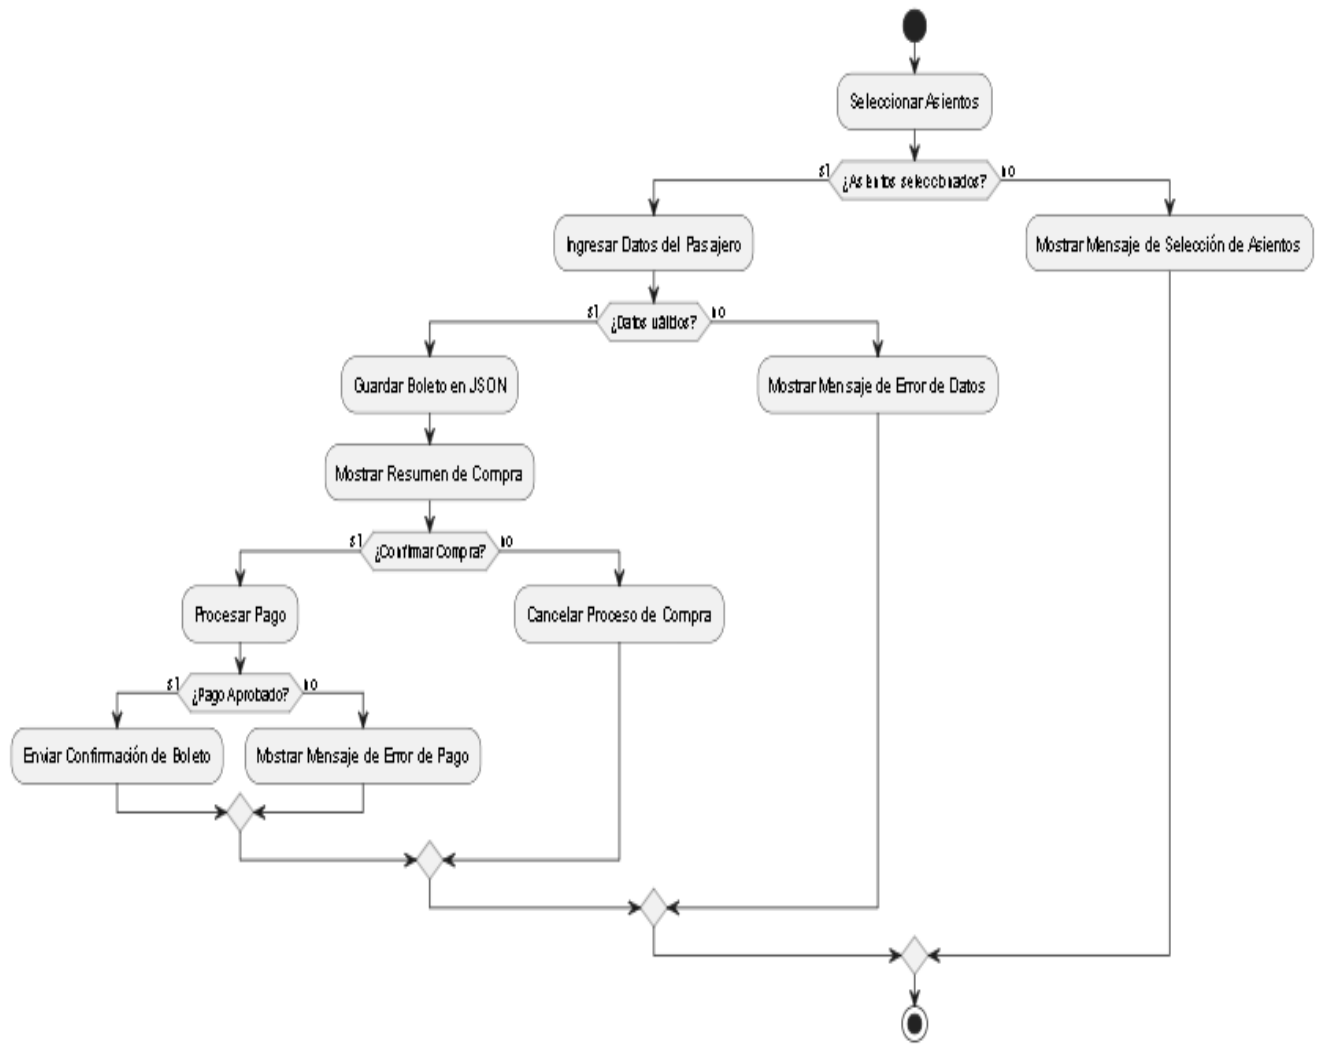 Seleccionar Asientos
sí
¿Asientos seleccionados?
no
Ingresar Datos del Pasajero
Mostrar Mensaje de Selección de Asientos
sí
¿Datos válidos?
no
Guardar Boleto en JSON
Mostrar Mensaje de Error de Datos
Mostrar Resumen de Compra
sí
¿Confirmar Compra?
no
Procesar Pago
Cancelar Proceso de Compra
sí
¿Pago Aprobado?
no
Enviar Confirmación de Boleto
Mostrar Mensaje de Error de Pago